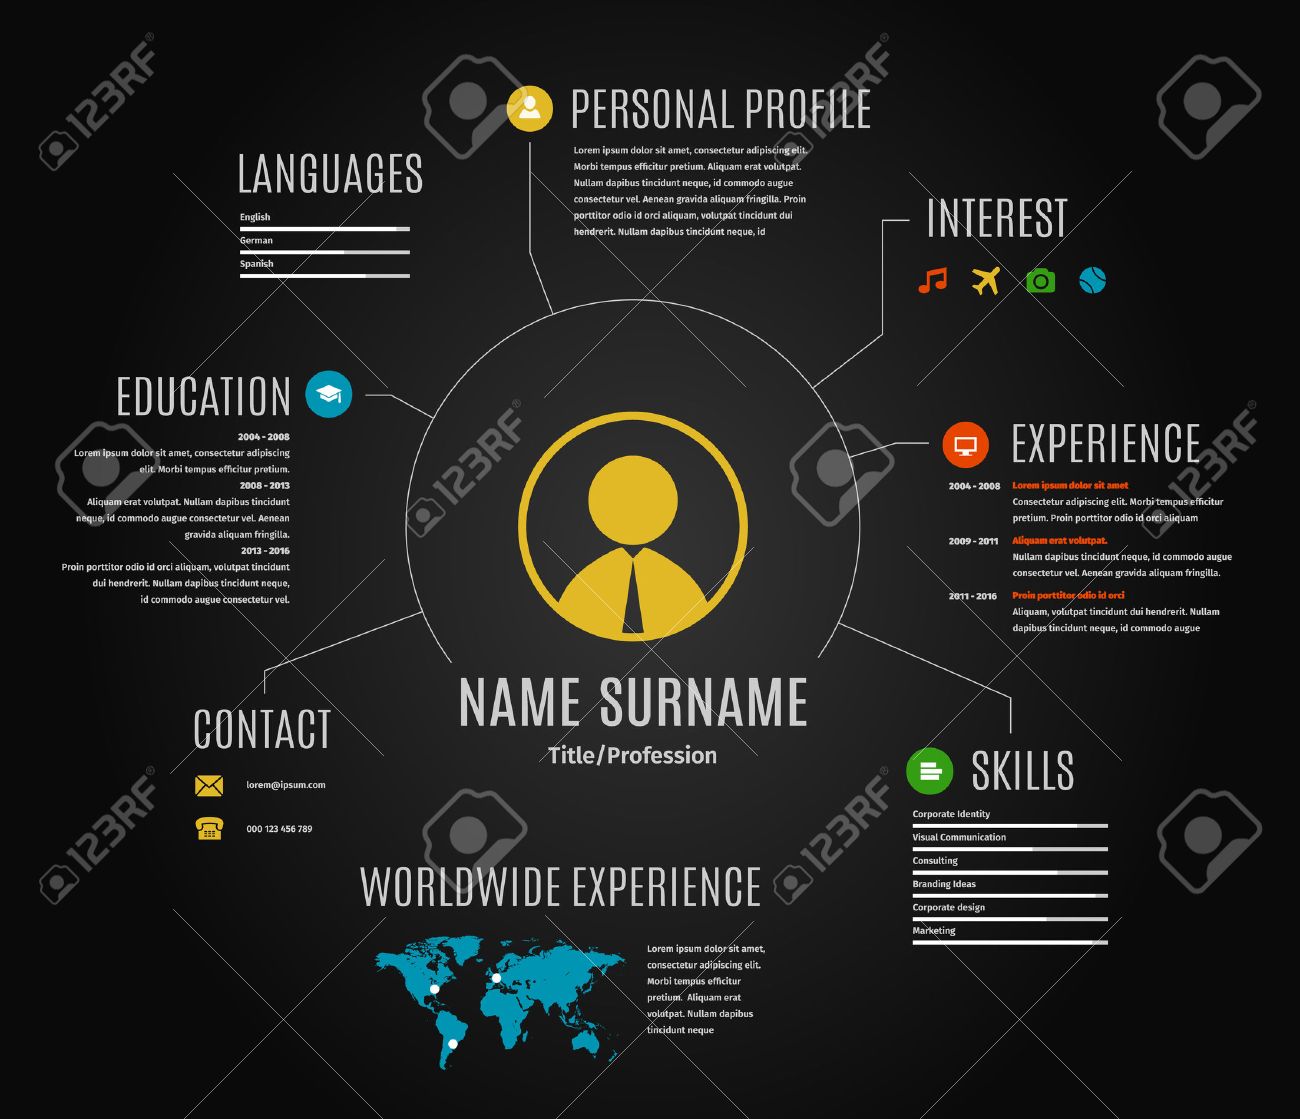 PERSONAL PROFILE
Lorem ipsum dolor sit amet, consectetur adipiscing elit.
Morbi tempus efficitur pretium. Aliquam erat volutpat.
Nullam dapibus tincidunt neque, id commodo augue
consectetur vel. Aenean gravida aliquam fringilla. Proin
porttitor odio id orci aliquam, volutpat tincidunt dui
hendrerit. Nullam dapibus tincidunt neque, id
LANGUAGES
English
German
Spanish
INTEREST
EDUCATION
2004 - 2008
Lorem ipsum dolor sit amet, consectetur adipiscing
elit. Morbi tempus efficitur pretium.
2008 - 2013
Aliquam erat volutpat. Nullam dapibus tincidunt
neque, id commodo augue consectetur vel. Aenean
gravida aliquam fringilla.
2013 - 2016
Proin porttitor odio id orci aliquam, volutpat tincidunt
dui hendrerit. Nullam dapibus tincidunt neque,
id commodo augue consectetur vel.
EXPERIENCE
2004 - 2008 Lorem ipsum dolor sit amet
Consectetur adipiscing elit. Morbi tempus efficitur
pretium. Proin porttitor odio id orci aliquam
2009 - 2011 Aliquam erat volutpat.
Nullam dapibus tincidunt neque, id commodo augue
consectetur vel. Aenean gravida aliquam fringilla.
2011 - 2016 Proin porttitor odio id orci
Aliquam, volutpat tincidunt dui hendrerit. Nullam
dapibus tincidunt neque, id commodo augue
NAME SURNAME
Title/Profession
CONTACT
lorem@ipsum.com
000 123 456 789
SKILLS
Corporate Identity
Visual Communication
Consulting
Branding Ideas
Corporate design
Marketing
WORLDWIDE EXPERIENCE
Lorem ipsum dolor sit amet,
consectetur adipiscing elit.
Morbi tempus efficitur
pretium. Aliquam erat
volutpat. Nullam dapibus
tincidunt neque
123RF
123RF
123RF
123RF
123RF
123RF